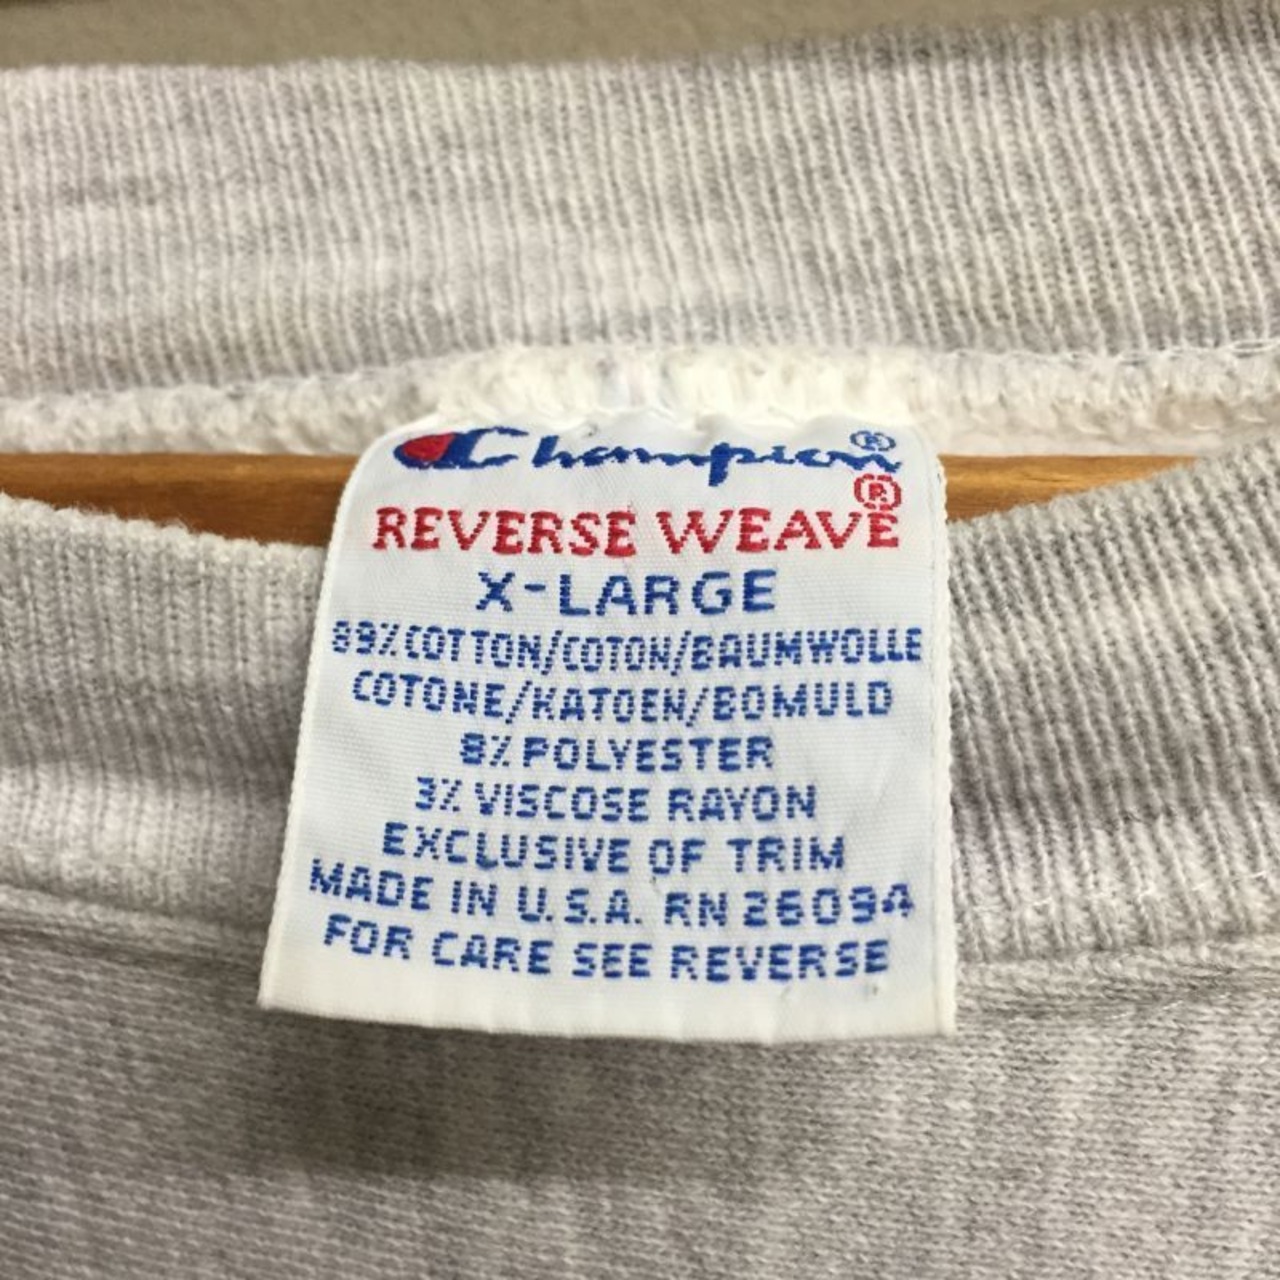 Champion®
REVERSE WEAVE®
X-LARGE
89% COTTON/COTON/BAUMWOLLE
COTONE/KATOEN/BOMULD
8% POLYESTER
3% VISCOSE RAYON
EXCLUSIVE OF TRIM
MADE IN U.S.A. RN 26094
FOR CARE SEE REVERSE